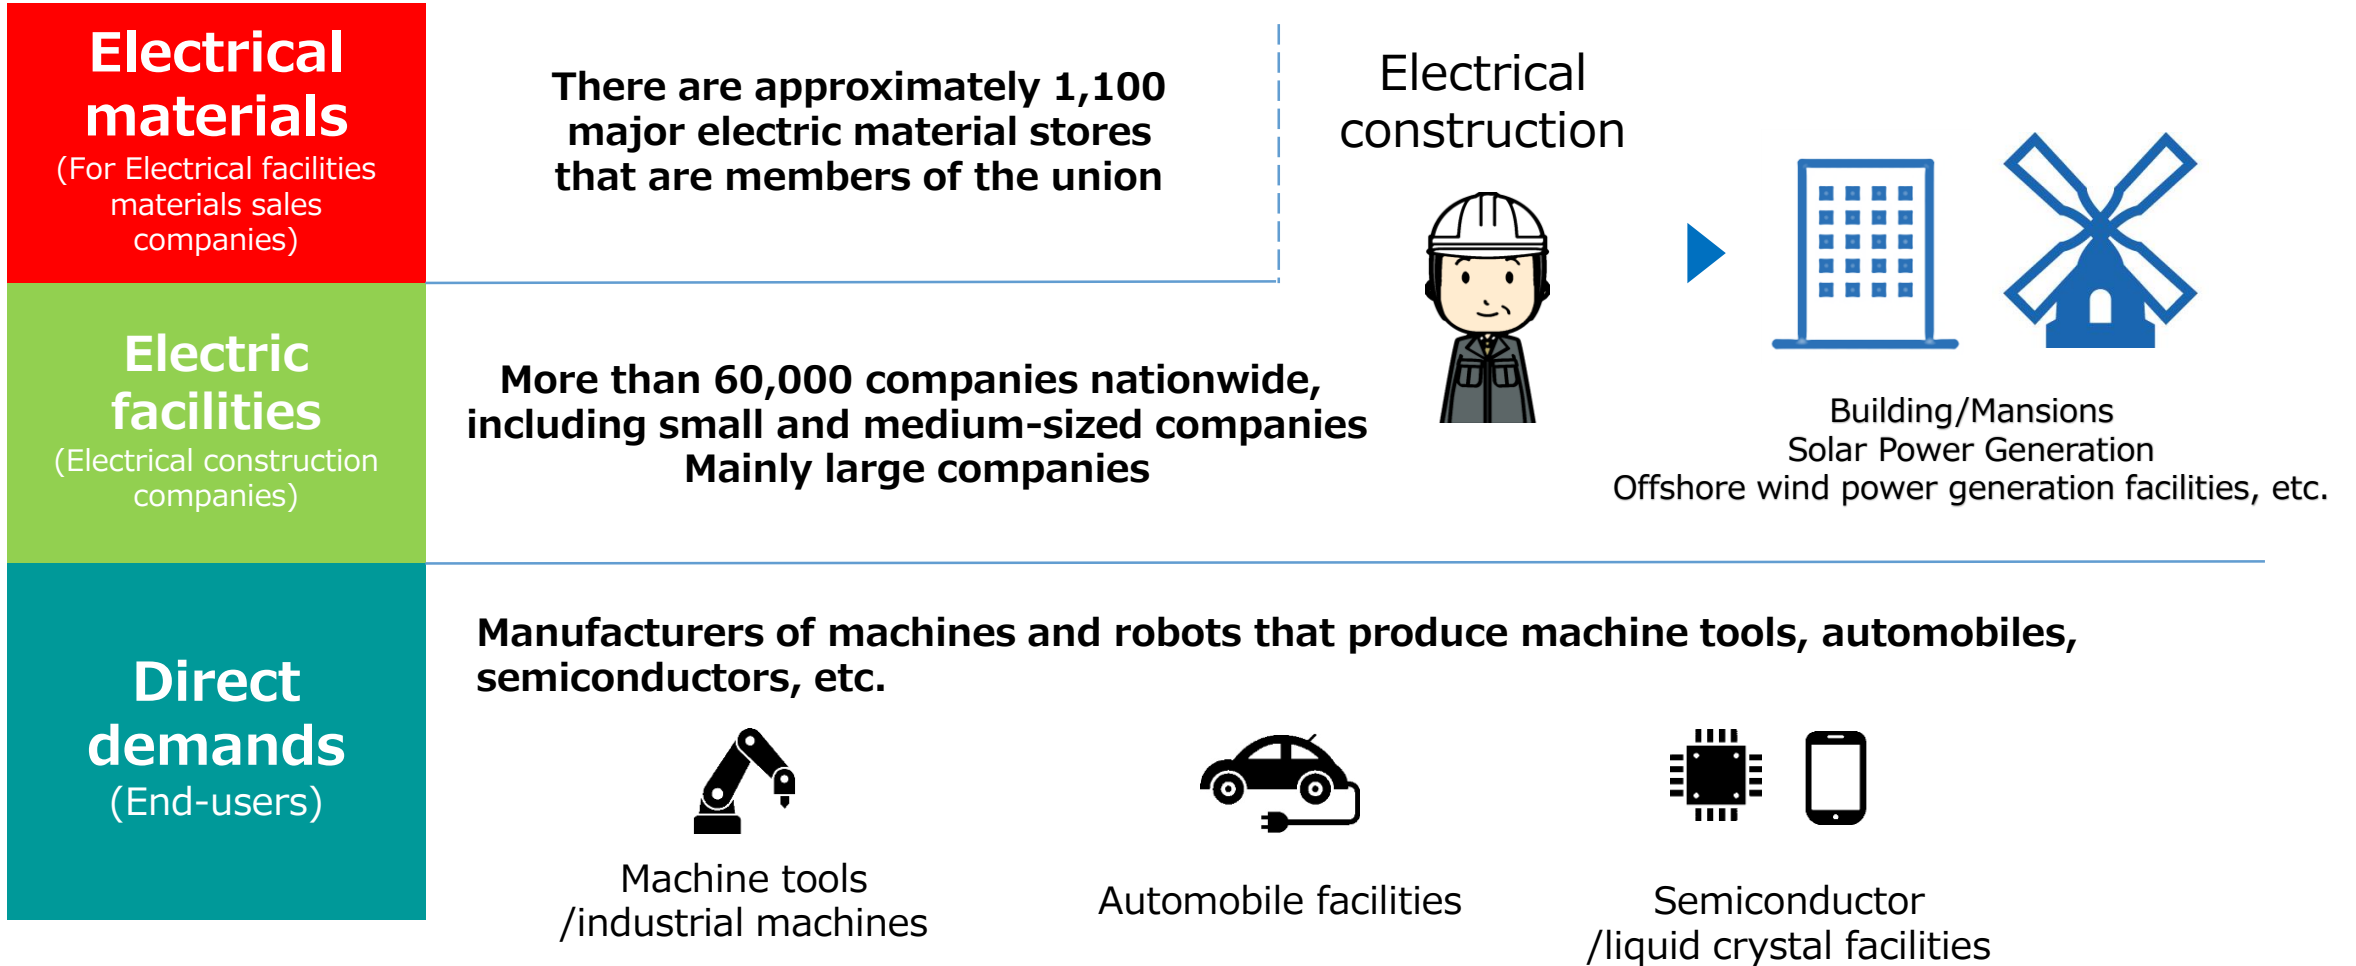 Electrical
materials
(For Electrical facilities
materials sales
companies)
There are approximately 1,100
major electric material stores
that are members of the union
Electrical
construction
Electric
facilities
(Electrical construction
companies)
More than 60,000 companies nationwide,
including small and medium-sized companies
Mainly large companies
Building/Mansions
Solar Power Generation
Offshore wind power generation facilities, etc.
Direct
demands
(End-users)
Manufacturers of machines and robots that produce machine tools, automobiles,
semiconductors, etc.
Machine tools
/industrial machines
Automobile facilities
Semiconductor
/liquid crystal facilities